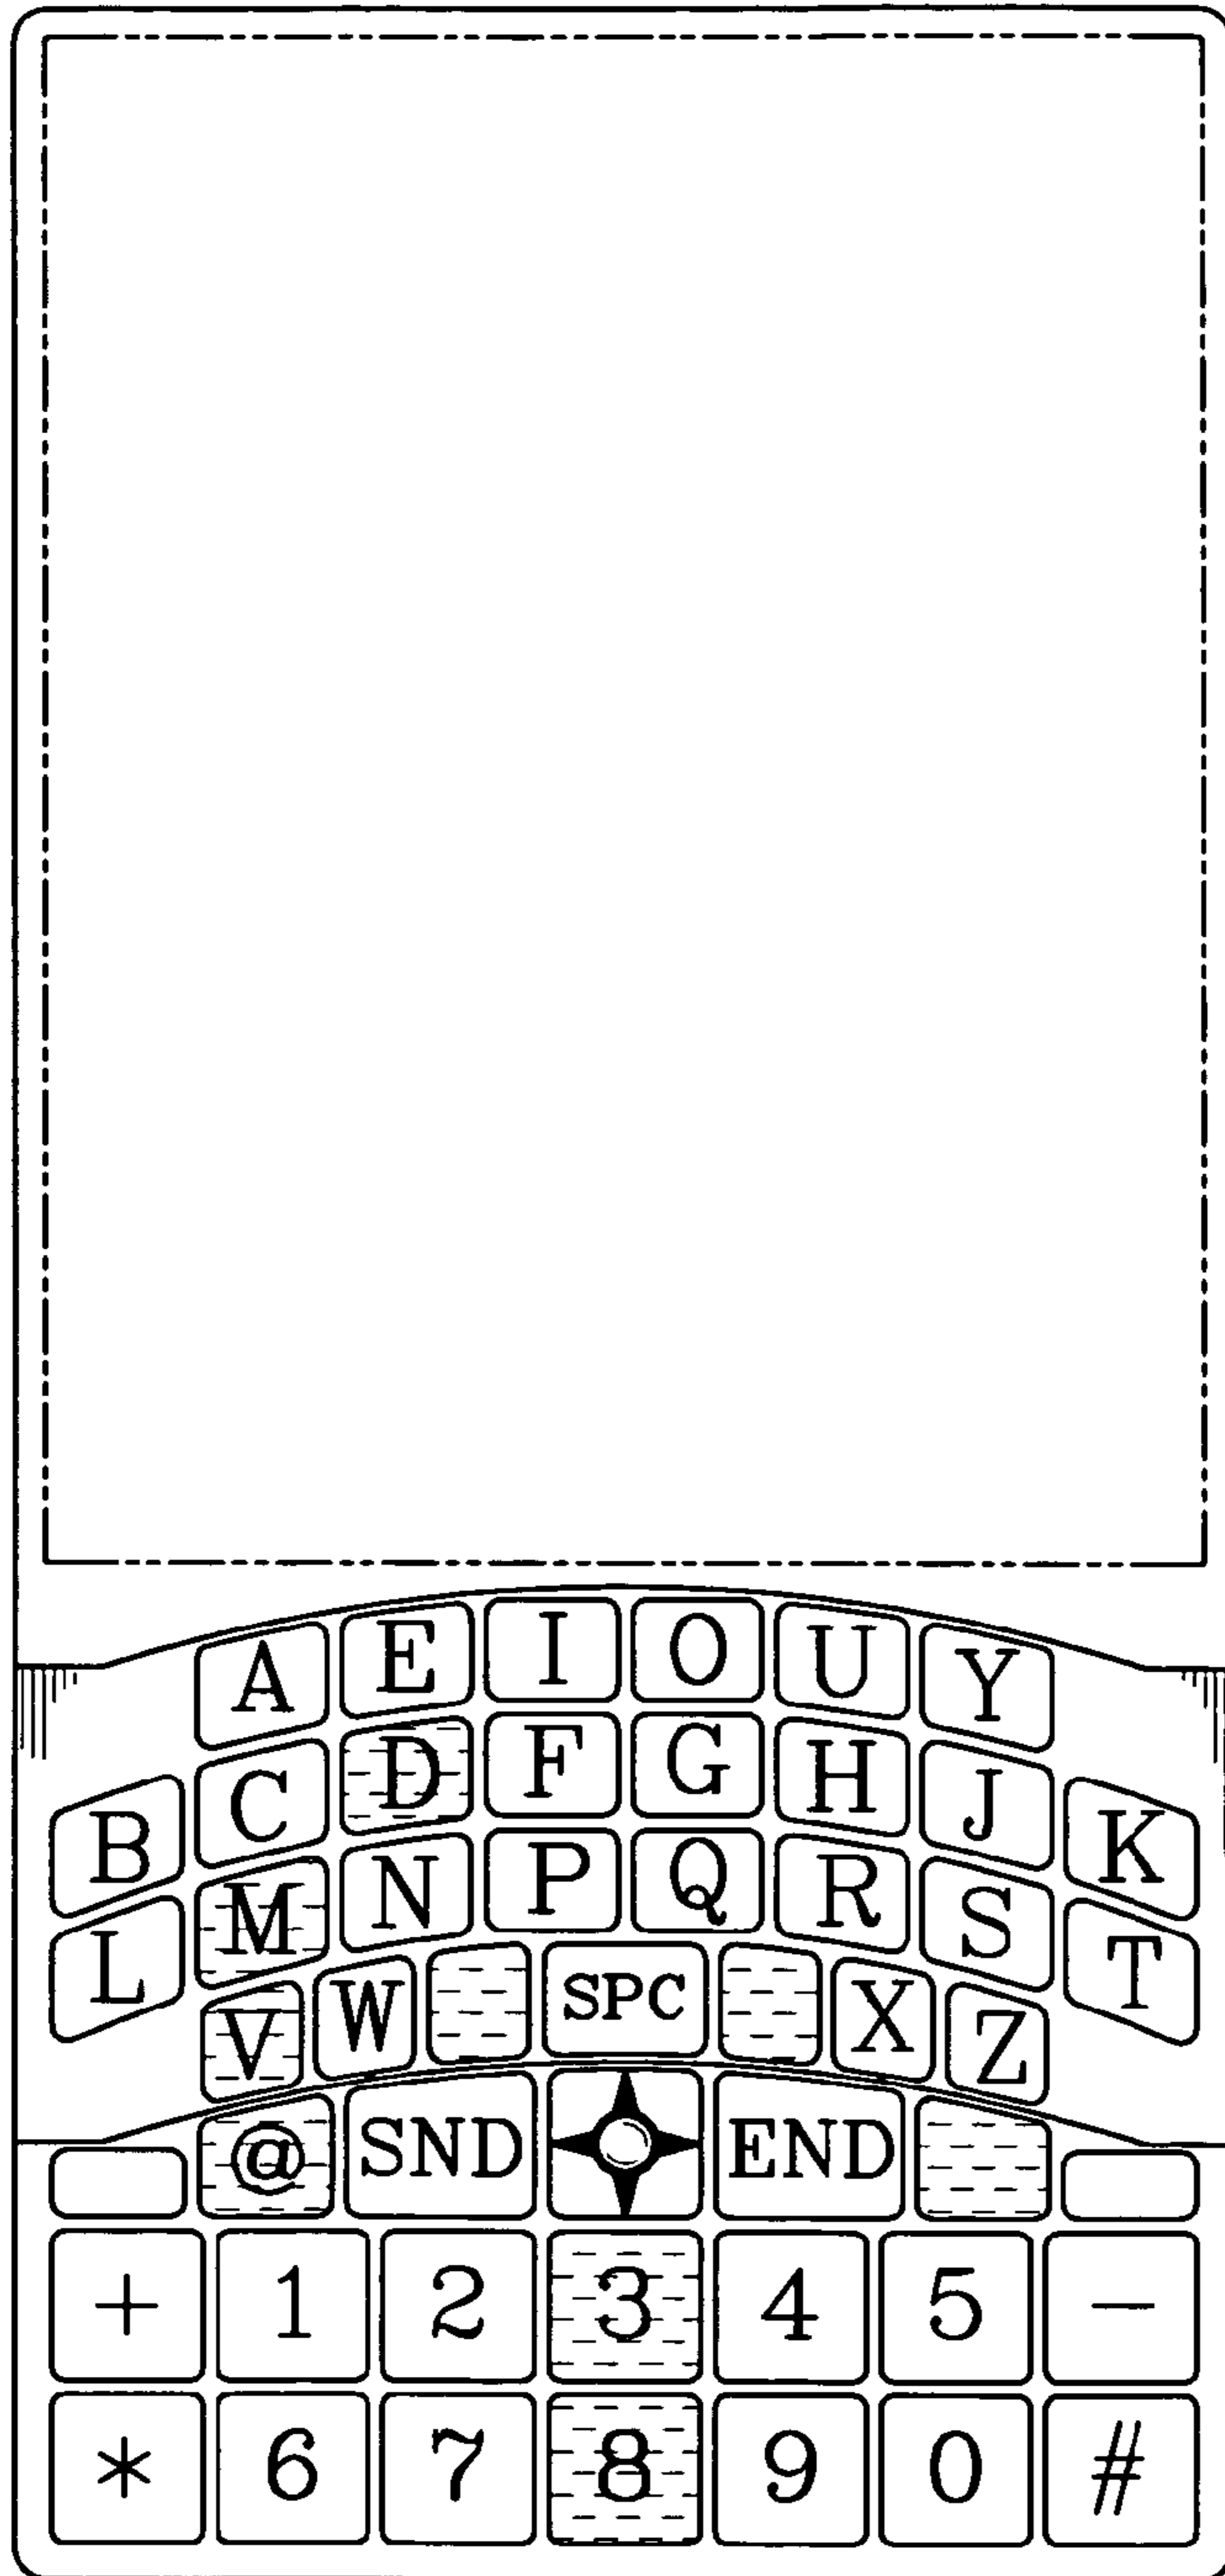 A E I O U Y
B C D F G H J K
L M N P Q R S T
V W SPC X Z
@ SND END
+ 1 2 3 4 5 −
* 6 7 8 9 0 #